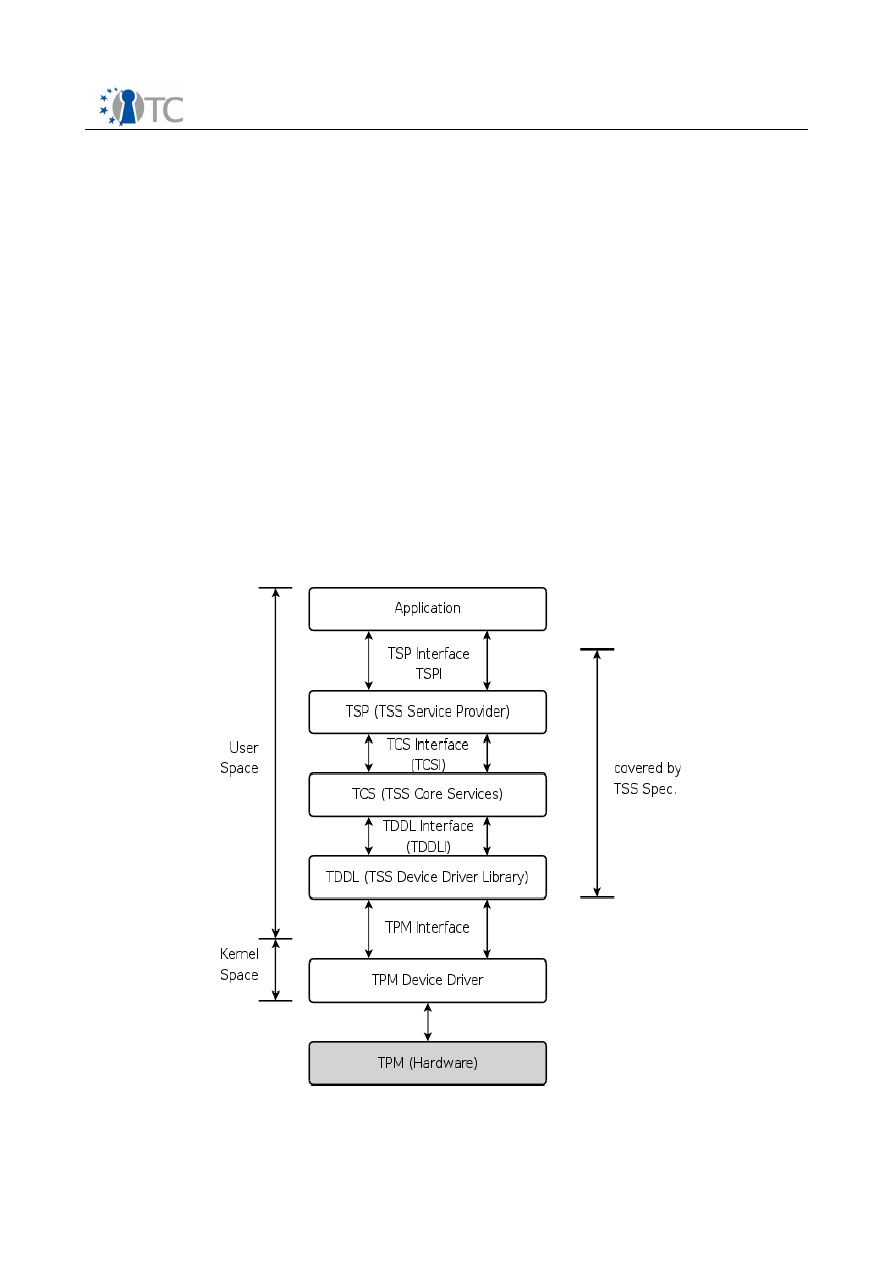 TC
Application
TSP Interface
TSPI
TSP (TSS Service Provider)
User
Space
TCS Interface
(TCSI)
covered by
TSS Spec.
TCS (TSS Core Services)
TDDL Interface
(TDDLI)
TDDL (TSS Device Driver Library)
TPM Interface
Kernel
Space
TPM Device Driver
TPM (Hardware)